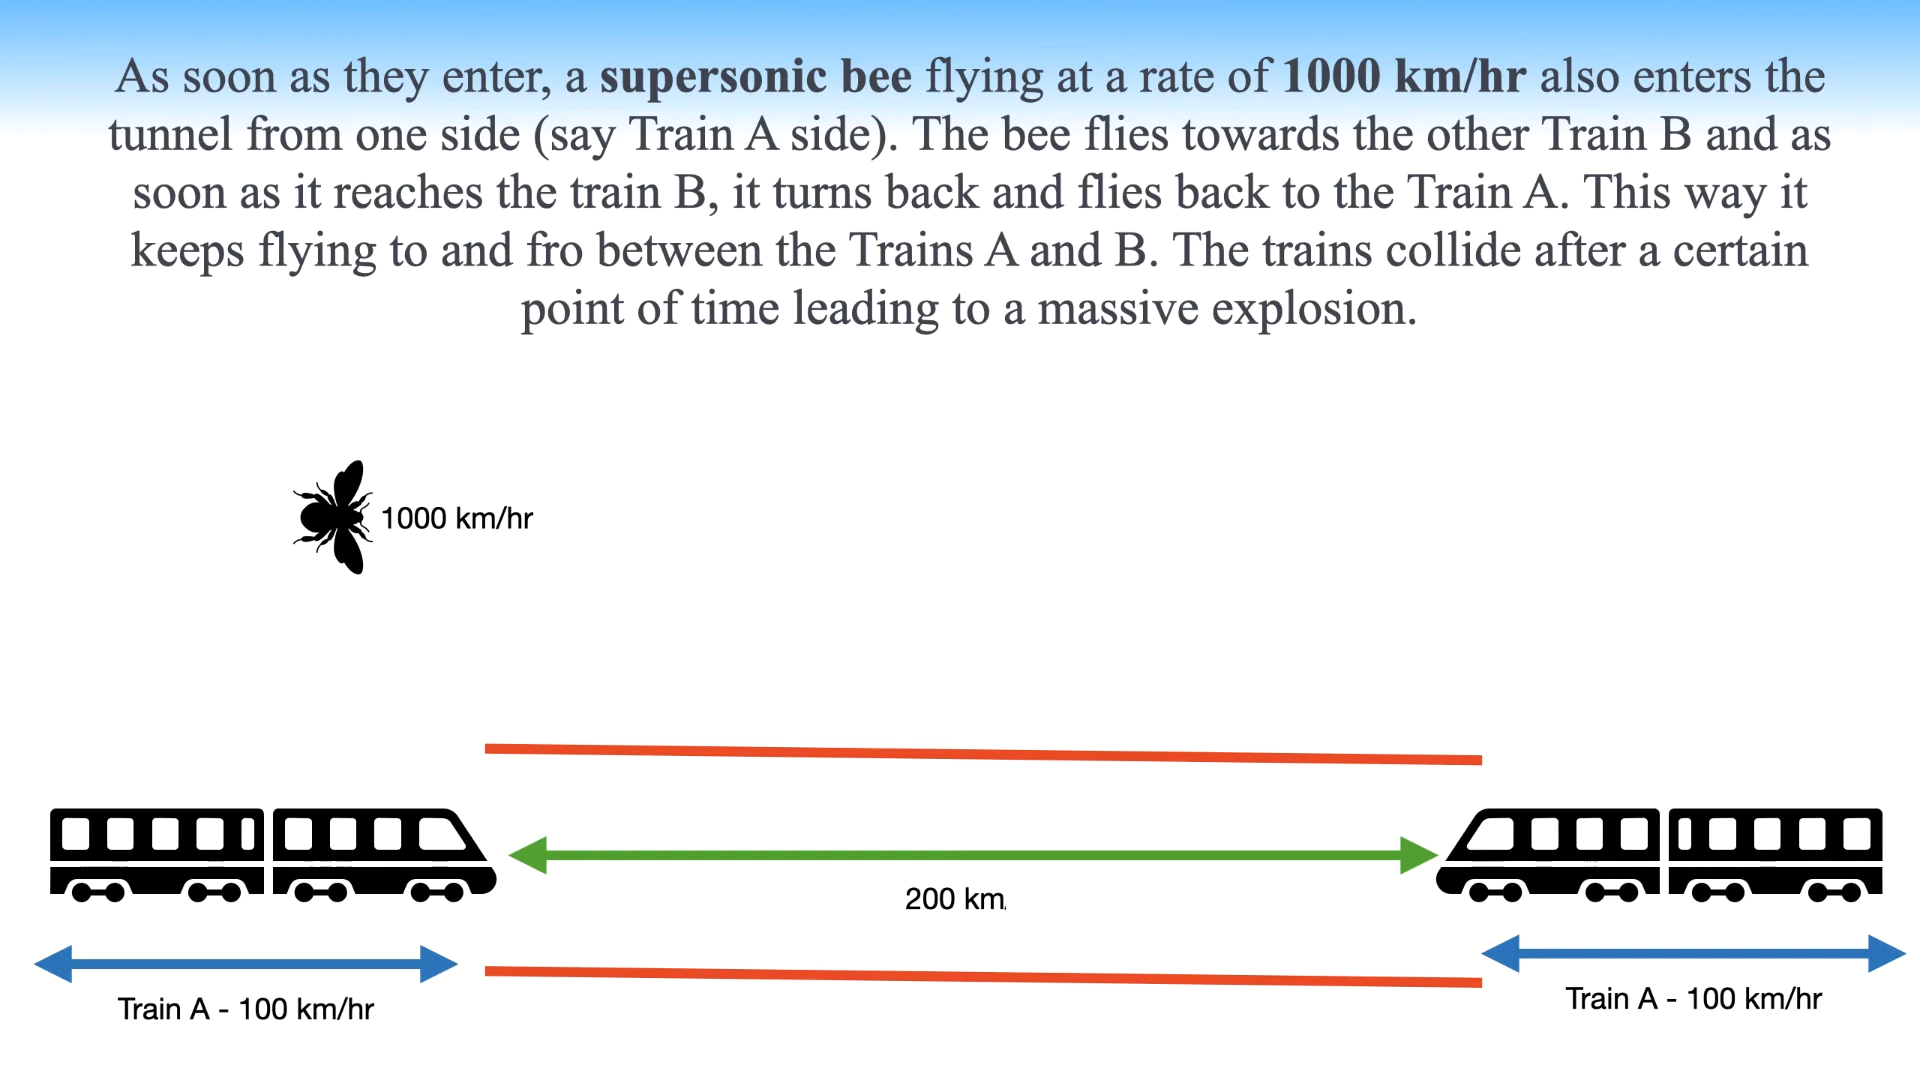 As soon as they enter, a supersonic bee flying at a rate of 1000 km/hr also enters the
tunnel from one side (say Train A side). The bee flies towards the other Train B and as
soon as it reaches the train B, it turns back and flies back to the Train A. This way it
keeps flying to and fro between the Trains A and B. The trains collide after a certain
point of time leading to a massive explosion.
1000 km/hr
200 km
Train A - 100 km/hr
Train A - 100 km/hr